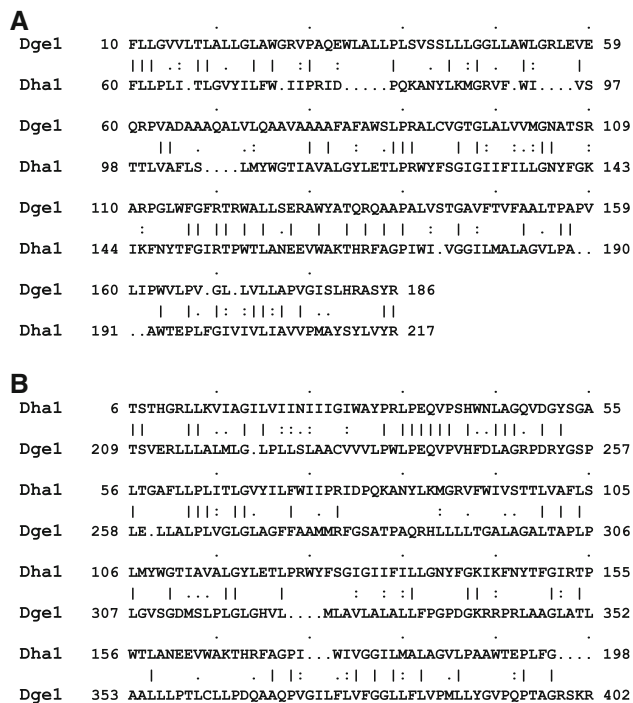 A
Dge1 10 FLLGVVLTLALLGLAWGRVPAQEWLALLPLSVSSLLLGGLLAWLGRLEVE 59
Dha1 60 FLLPLI.TLGVYILFW.IIPRID.....PQKANYLKMGRVF.WI....VS 97
Dge1 60 QRPVADAAAQALVLQAAVAAAAFAFAWSLPRALCVGTGLALVVMGNATSR 109
Dha1 98 TTLVAFLS....LMYWGTIAVALGYLETLPRWYFSGIGIIFILLGNYFGK 143
Dge1 110 ARPGLWFGFRTRWALLSERAWYATQRQAAPALVSTGAVFTVFAALTPAPV 159
Dha1 144 IKFNYTFGIRTPWTLANEEVWAKTHRFAGPIWI.VGGILMALAGVLPA.. 190
Dge1 160 LIPWVLPV.GL.LVLLAPVGISLHRASYR 186
Dha1 191 ..AWTEPLFGIVIVLIAVVPMAYSYLVYR 217
B
Dha1 6 TSTHGRLLKVIAGILVIINIIIGIWAYPRLPEQVPSHWNLAGQVDGYSGA 55
Dge1 209 TSVERLLLALMLG.LPLLSLAACVVVLPWLPEQVPVHFDLAGRPDRYGSP 257
Dha1 56 LTGAFLLPLITLGVYILFWIIPRIDPQKANYLKMGRVFWIVSTTLVAFLS 105
Dge1 258 LE.LLALPLVGLGLAGFFAAMMRFGSATPAQRHLLLLTGALAGALTAPLP 306
Dha1 106 LMYWGTIAVALGYLETLPRWYFSGIGIIFILLGNYFGKIKFNYTFGIRTP 155
Dge1 307 LGVSGDMSLPLGLGHVL....MLAVLALALLFPGPDGKRRPRLAAGLATL 352
Dha1 156 WTLANEEVWAKTHRFAGPI...WIVGGILMALAGVLPAAWTEPLFG.... 198
Dge1 353 AALLLPTLCLLPDQAAQPVGILFLVFGGLLFLVPMLLYGVPQPTAGRSKR 402